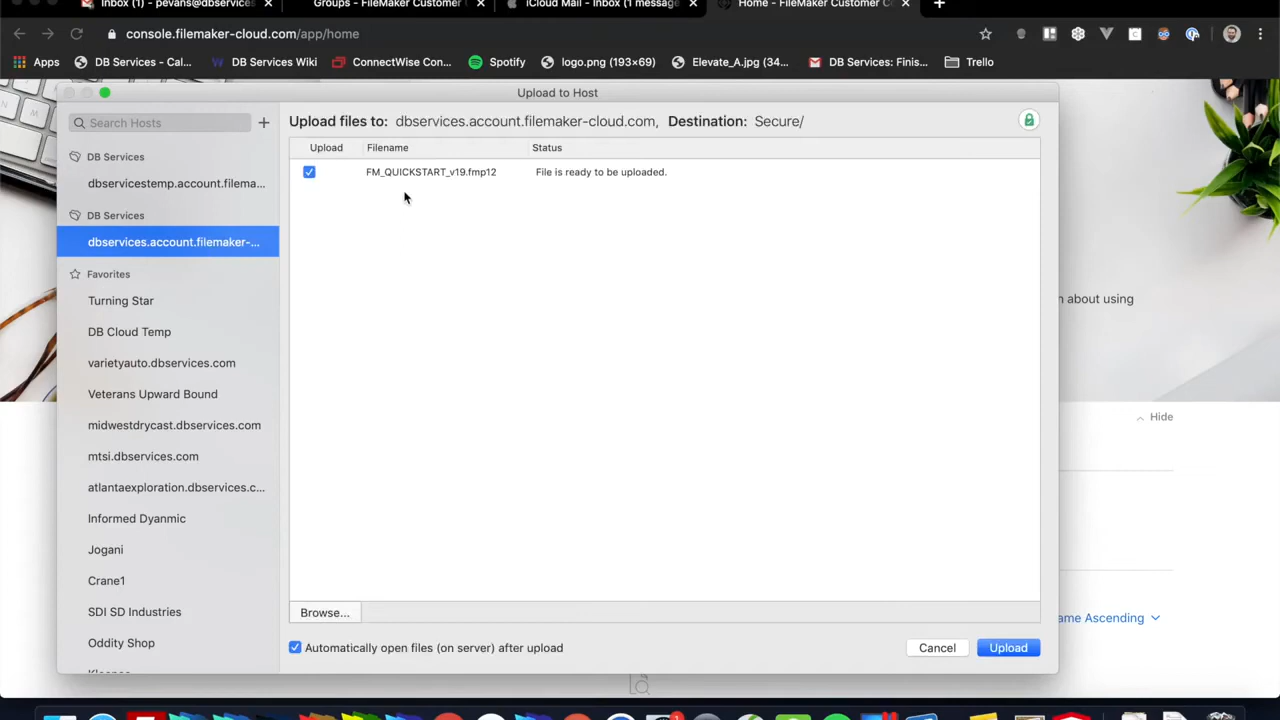 Inbox (1) - pevans@dbservices
Groups - FileMaker Customer
iCloud Mail - Inbox (1 message
Home - FileMaker Customer C
console.filemaker-cloud.com/app/home
Apps
DB Services - Cal...
DB Services Wiki
ConnectWise Con...
Spotify
logo.png (193×69)
Elevate_A.jpg (34...
DB Services: Finis...
Trello
Upload to Host
Search Hosts
Upload files to: dbservices.account.filemaker-cloud.com, Destination: Secure/
Upload Filename Status
FM_QUICKSTART_v19.fmp12 File is ready to be uploaded.
DB Services
dbservicestemp.account.filema...
DB Services
dbservices.account.filemaker-...
Favorites
Turning Star
DB Cloud Temp
varietyauto.dbservices.com
Veterans Upward Bound
midwestdrycast.dbservices.com
mtsi.dbservices.com
atlantaexploration.dbservices.c...
Informed Dyanmic
Jogani
Crane1
SDI SD Industries
Oddity Shop
Browse...
Automatically open files (on server) after upload
Cancel
Upload
about using
Hide
ame Ascending